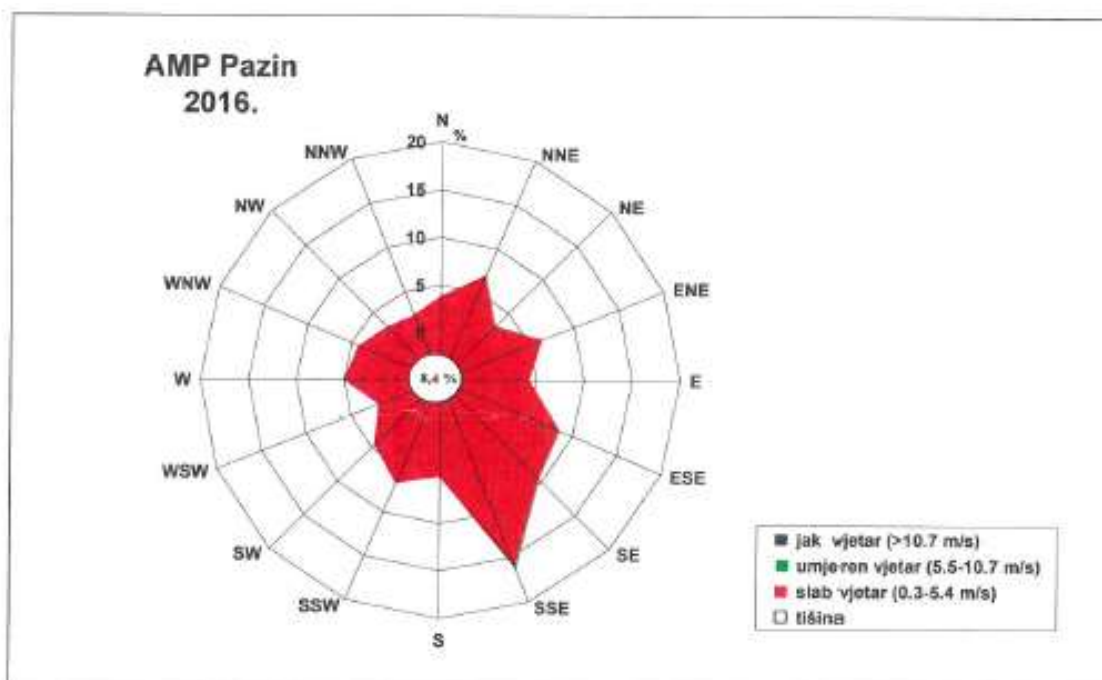 AMP Pazin
2016.
N
%
20
15
10
5
0
NNE
NE
ENE
E
ESE
SE
SSE
S
SSW
SW
WSW
W
WNW
NW
NNW
8,4 %
jak vjetar (>10.7 m/s)
umjeren vjetar (5.5-10.7 m/s)
slab vjetar (0.3-5.4 m/s)
tišina